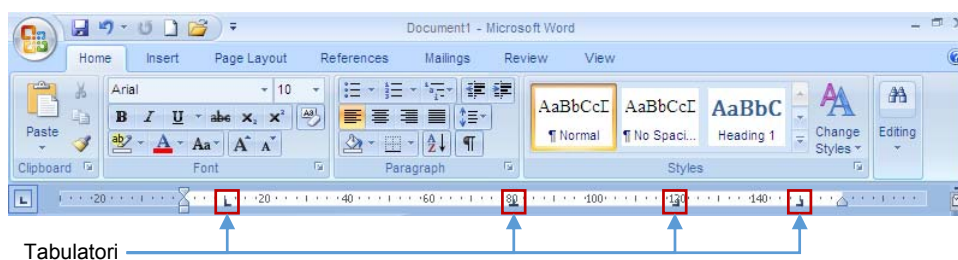 Document1 - Microsoft Word
Home Insert Page Layout References Mailings Review View
Arial 10
B I U abe X₂ X²
Aa A A
AaBbCcI AaBbCcI AaBbC
¶ Normal ¶ No Spaci... Heading 1
Paste
Change Styles
Editing
Clipboard Font Paragraph Styles
20 20 40 60 80 100 120 140
Tabulatori